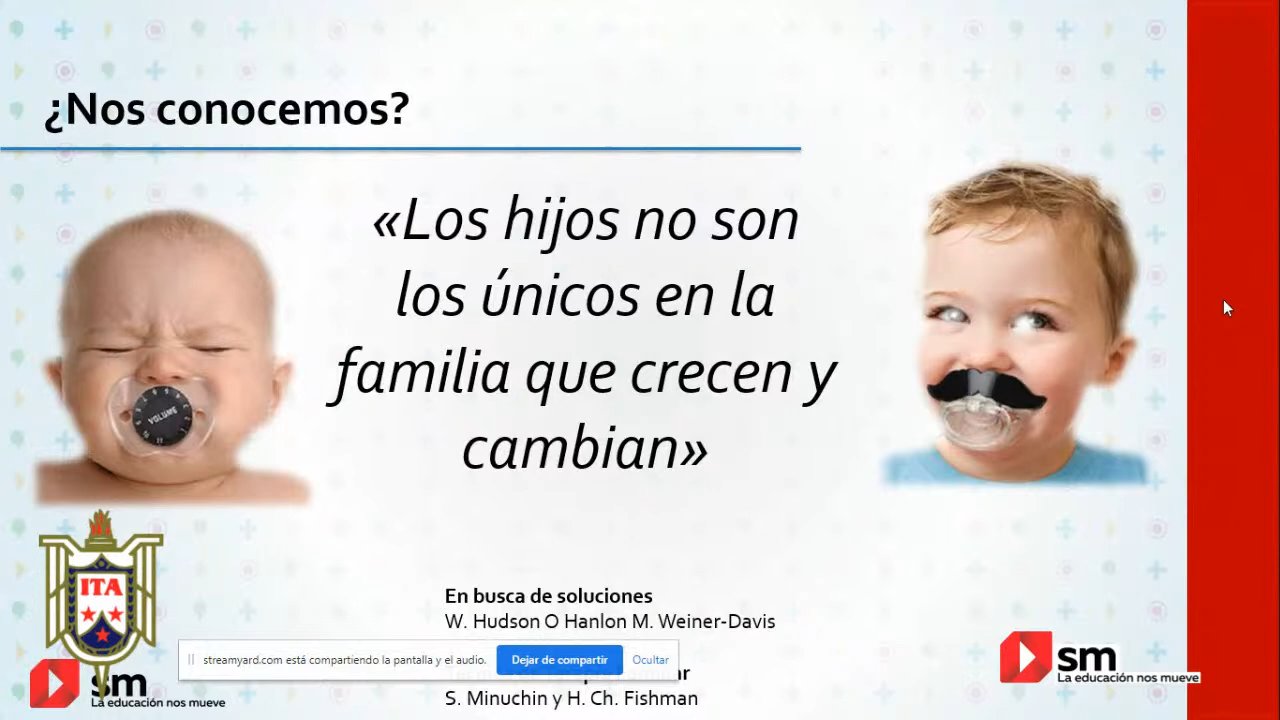 ¿Nos conocemos?
«Los hijos no son
los únicos en la
familia que crecen y
cambian»
VOLUME
ITA
En busca de soluciones
W. Hudson O Hanlon M. Weiner-Davis
streamyard.com está compartiendo la pantalla y el audio.
Dejar de compartir
Ocultar
S. Minuchin y H. Ch. Fishman
sm
La educación nos mueve
sm
La educación nos mueve